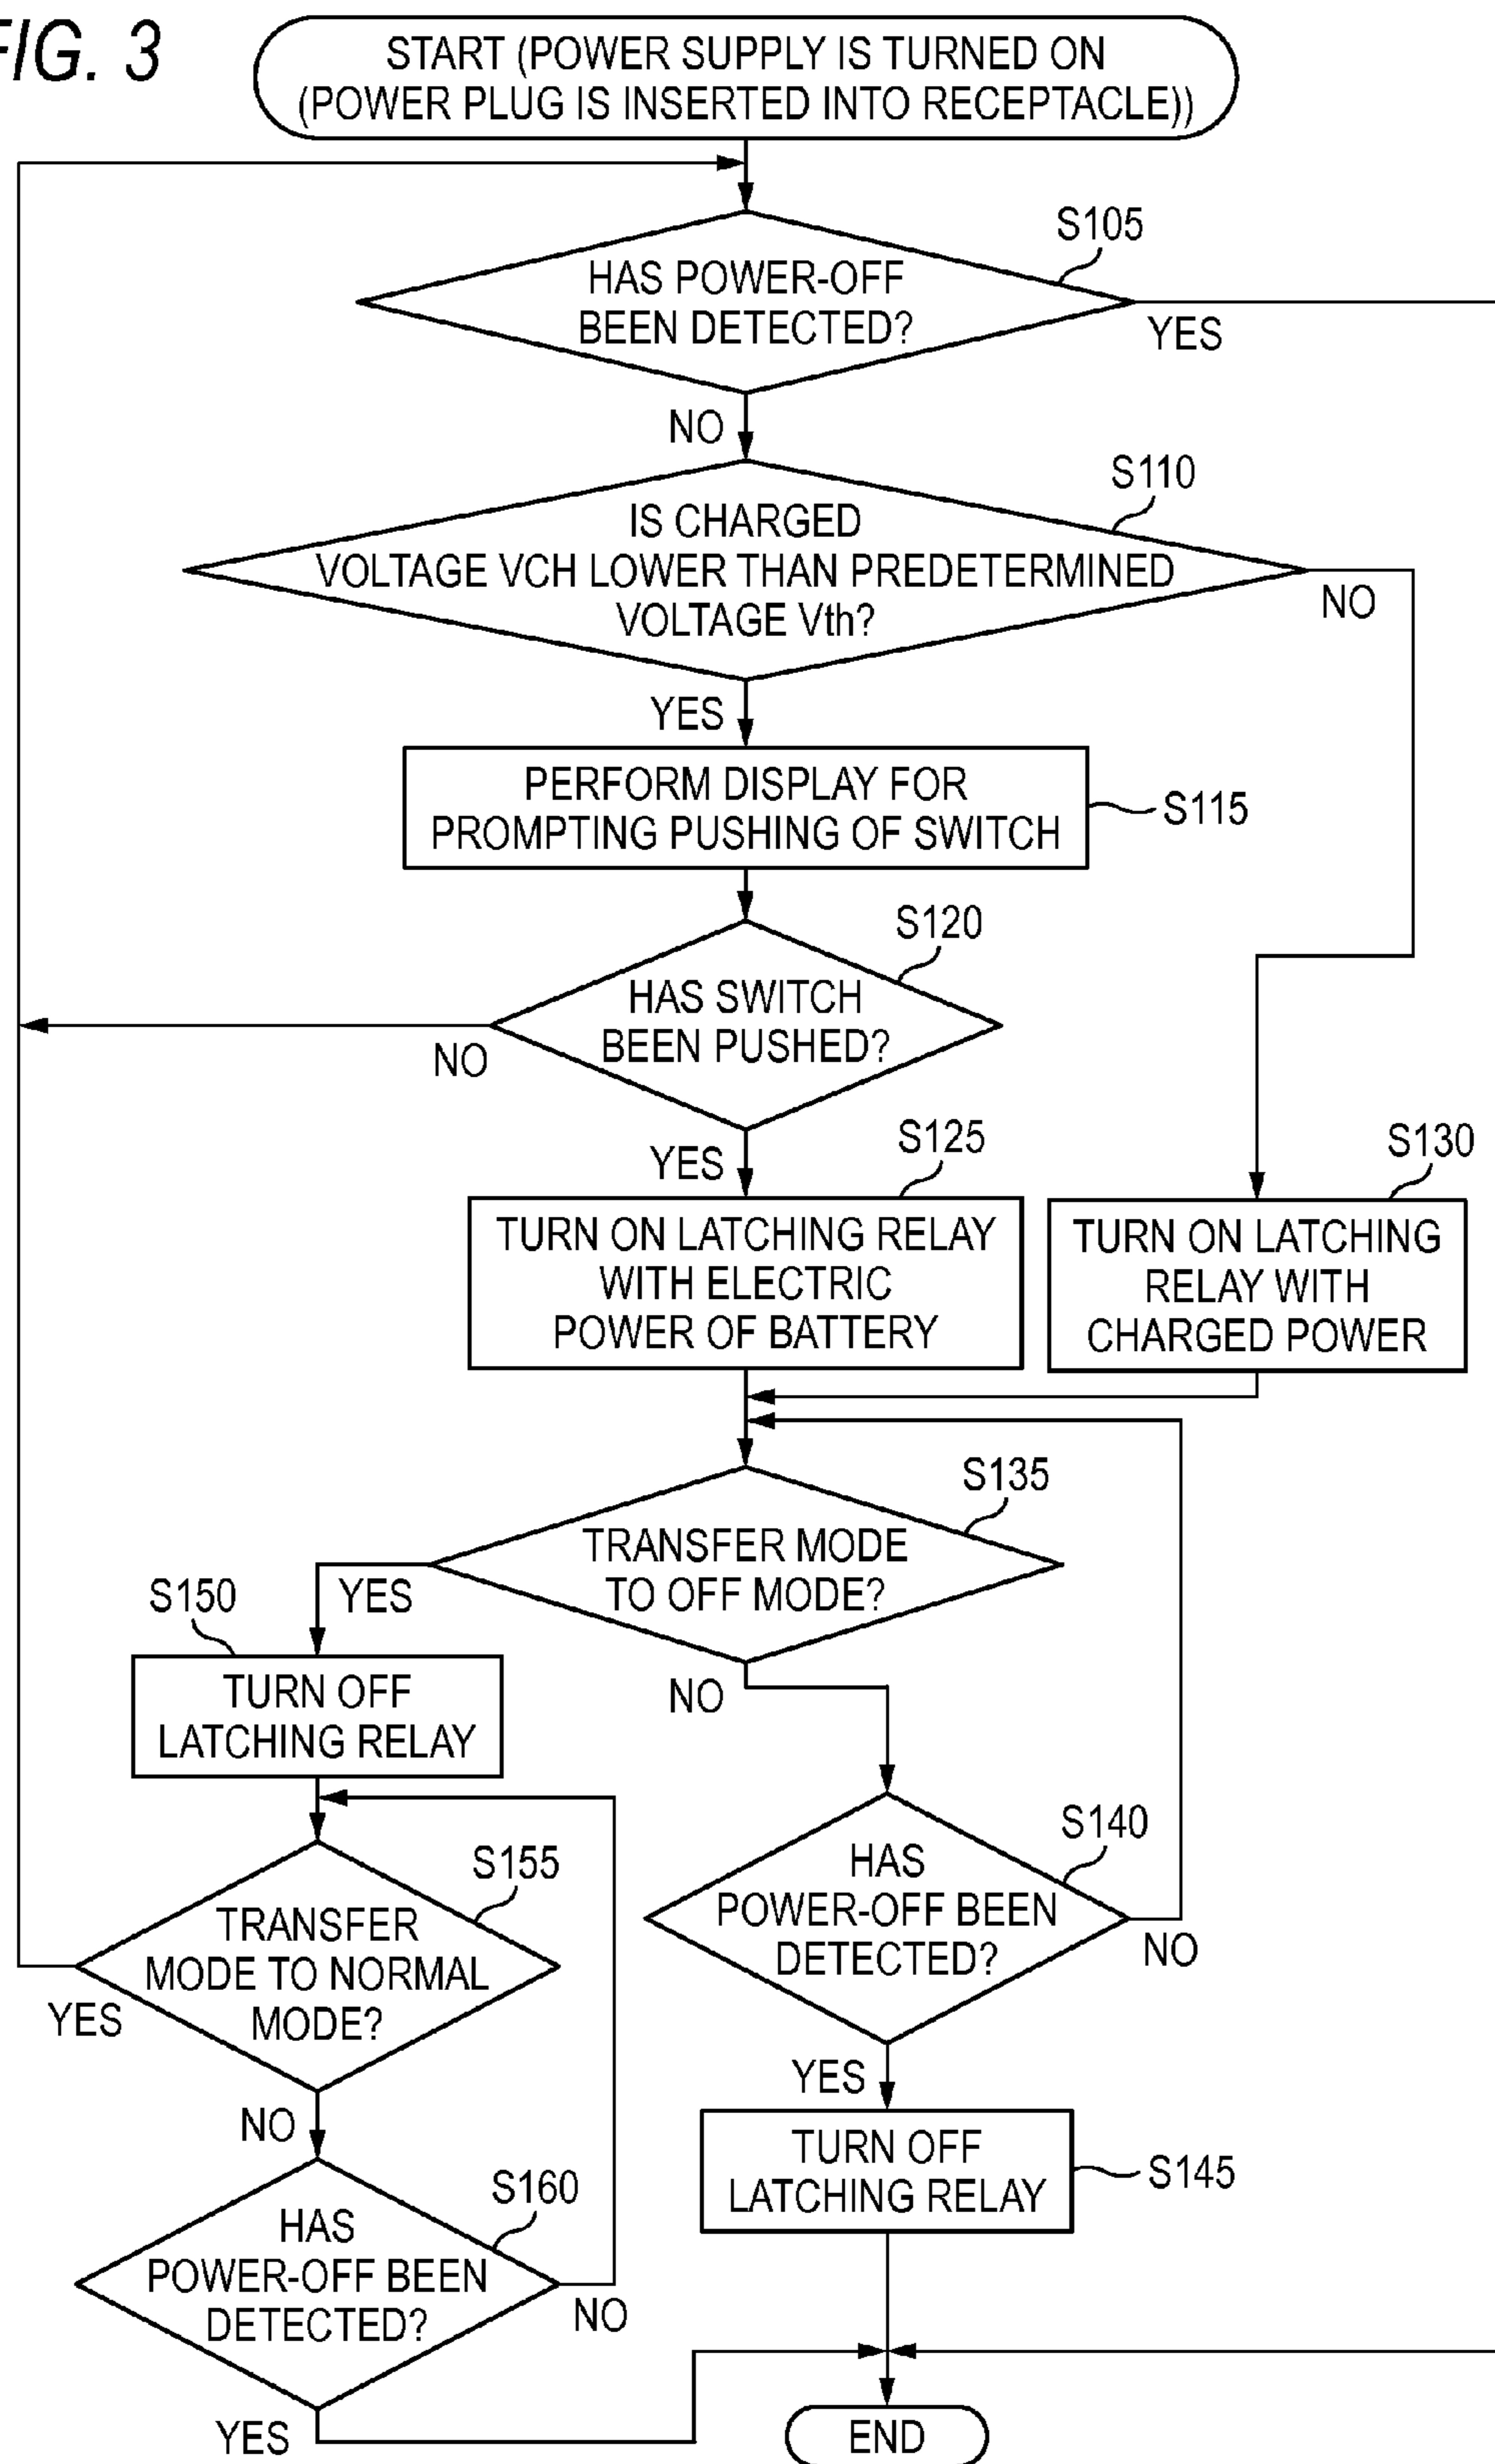 FIG. 3
START (POWER SUPPLY IS TURNED ON
(POWER PLUG IS INSERTED INTO RECEPTACLE))
S105
HAS POWER-OFF
BEEN DETECTED?
YES
NO
S110
IS CHARGED
VOLTAGE VCH LOWER THAN PREDETERMINED
VOLTAGE Vth?
NO
YES
PERFORM DISPLAY FOR
PROMPTING PUSHING OF SWITCH
S115
S120
HAS SWITCH
BEEN PUSHED?
NO
YES
S125
TURN ON LATCHING RELAY
WITH ELECTRIC
POWER OF BATTERY
S130
TURN ON LATCHING
RELAY WITH
CHARGED POWER
S135
TRANSFER MODE
TO OFF MODE?
YES
NO
S150
TURN OFF
LATCHING RELAY
S140
HAS
POWER-OFF BEEN
DETECTED?
NO
YES
S155
TRANSFER
MODE TO NORMAL
MODE?
YES
NO
TURN OFF
LATCHING RELAY
S145
S160
HAS
POWER-OFF BEEN
DETECTED?
NO
YES
END